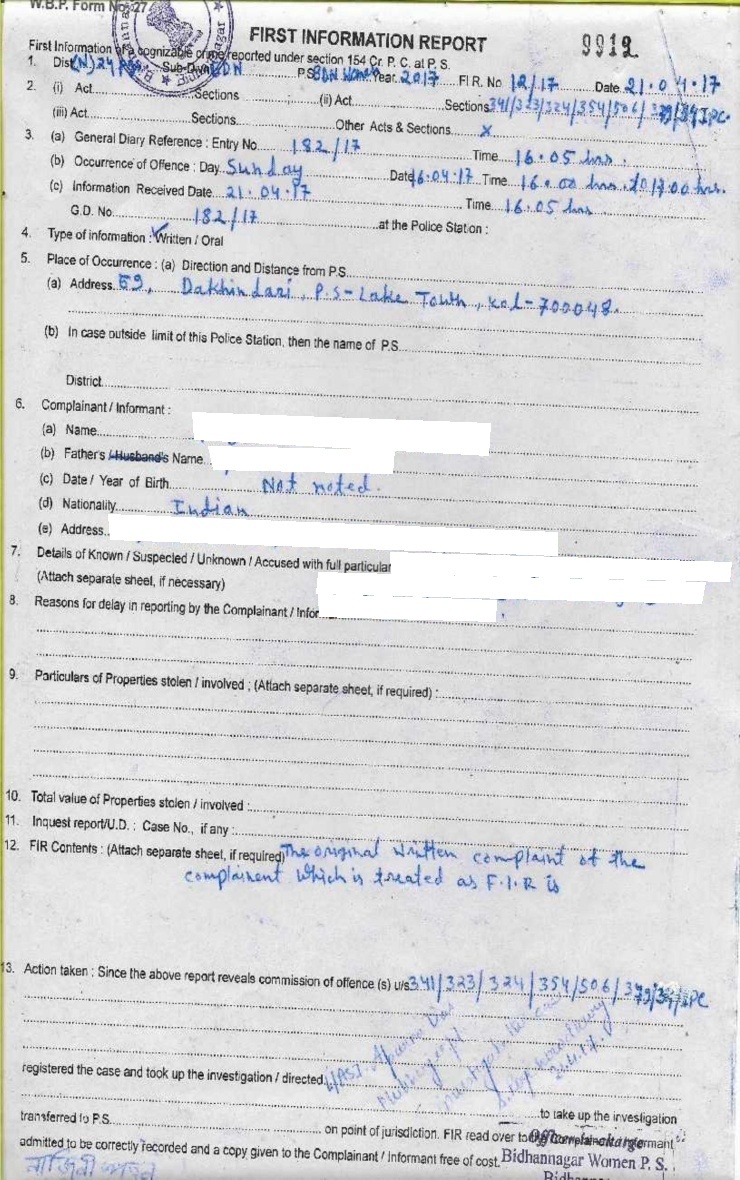 W.B.P. Form No. 27
FIRST INFORMATION REPORT 9912
First Information of a cognizable crime reported under section 154 Cr. P. C. at P. S.
1. Dist. (N) 24 Pgs. Sub-Divn. BDN P.S. BDN Women Year. 2017 FIR. No 12/17 Date 21.04.17
2. (i) Act Sections (ii) Act Sections 341/323/324/354/506/379/34 IPC.
(iii) Act Sections. Other Acts & Sections x
3. (a) General Diary Reference : Entry No 182/17 Time 16.05 hrs.
(b) Occurrence of Offence : Day Sunday Date 16.04.17 Time 16.00 hrs. to 17.00 hrs.
(c) Information Received Date 21.04.17 Time 16.05 hrs
G.D. No. 182/17 at the Police Station :
4. Type of information : Written / Oral
5. Place of Occurrence : (a) Direction and Distance from P.S.
(a) Address 69, Dakhindari, P.S- Lake Town, Kol-700048.
(b) In case outside limit of this Police Station, then the name of P.S.
District
6. Complainant / Informant :
(a) Name
(b) Father's / Husband's Name
(c) Date / Year of Birth Not noted.
(d) Nationality Indian
(e) Address
7. Details of Known / Suspected / Unknown / Accused with full particular
(Attach separate sheet, if necessary)
8. Reasons for delay in reporting by the Complainant / Infor
9. Particulars of Properties stolen / involved ; (Attach separate sheet, if required) :
10. Total value of Properties stolen / involved :
11. Inquest report/U.D. : Case No., if any :
12. FIR Contents : (Attach separate sheet, if required) The original written complaint of the
complainent which is treated as F.I.R is
13. Action taken : Since the above report reveals commission of offence (s) u/s 341/323/324/354/506/379/34/IPC
registered the case and took up the investigation / directed
21.4.17
to take up the investigation
transferred to P.S. on point of jurisdiction. FIR read over to the Complainant / Informant
Officer-in-charge
admitted to be correctly recorded and a copy given to the Complainant / Informant free of cost.
Bidhannagar Women P. S.